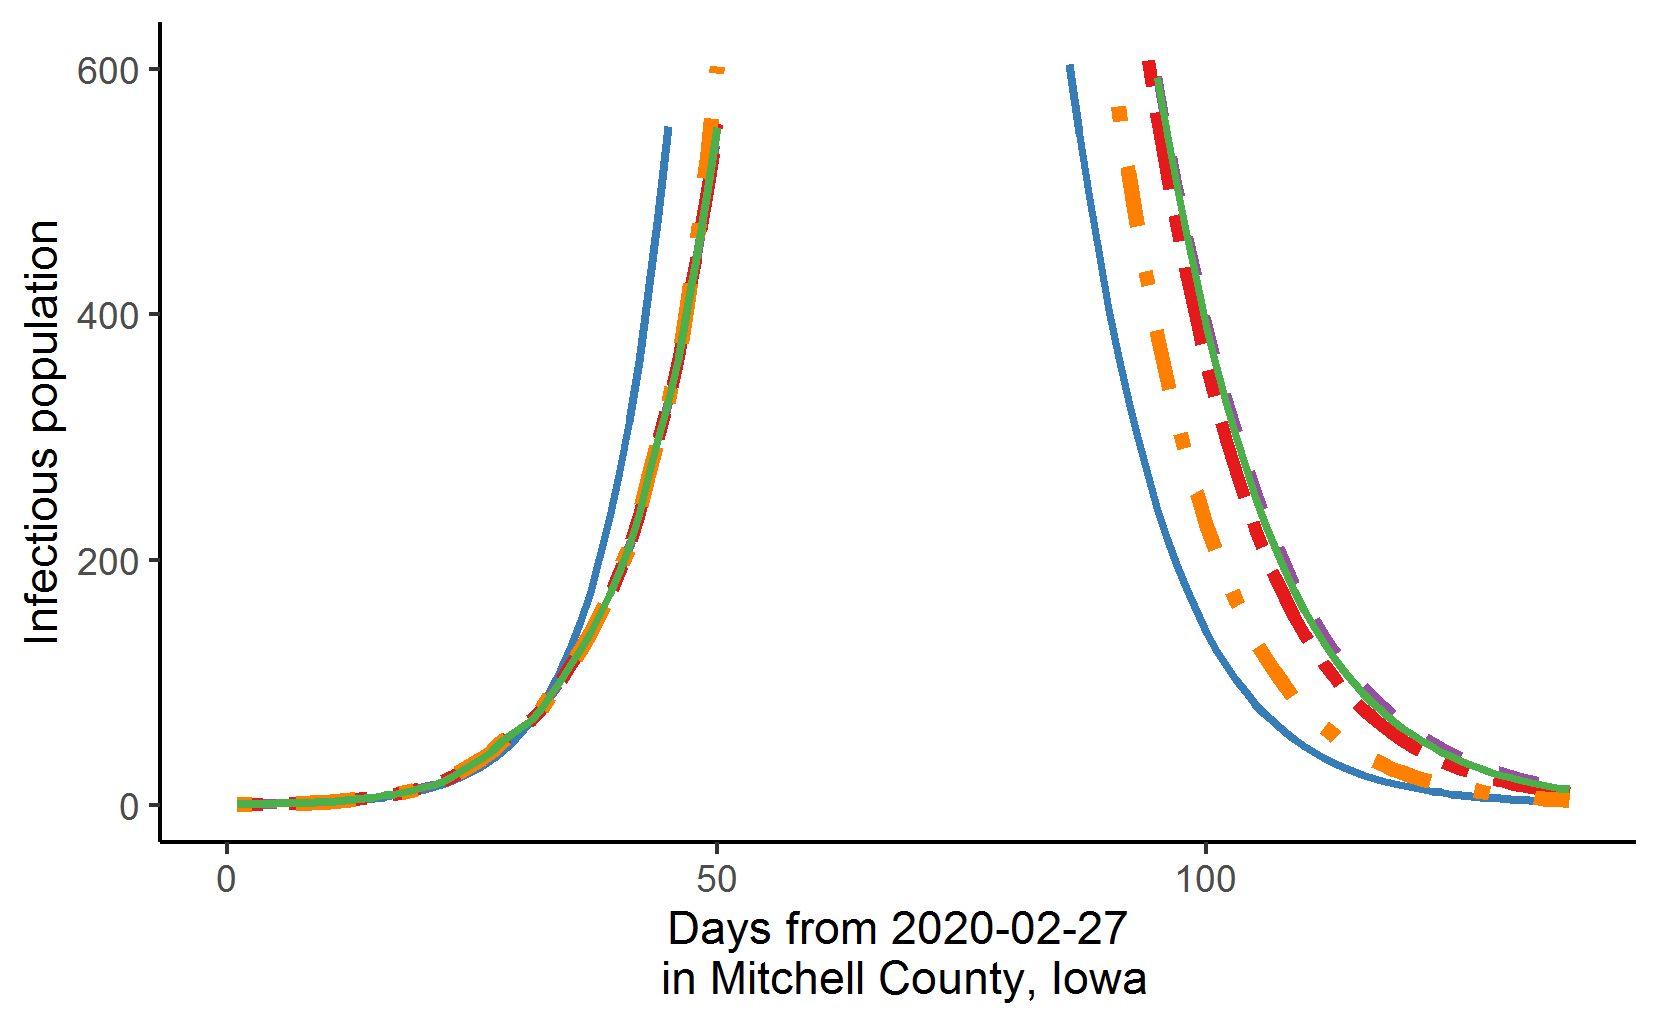 Infectious population
600
400
200
0
0 50 100
Days from 2020-02-27
in Mitchell County, Iowa